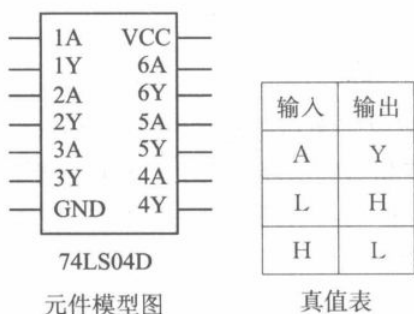 1A VCC
1Y 6A
2A 6Y
2Y 5A
3A 5Y
3Y 4A
GND 4Y
74LS04D
元件模型图
输入 输出
A Y
L H
H L
真值表